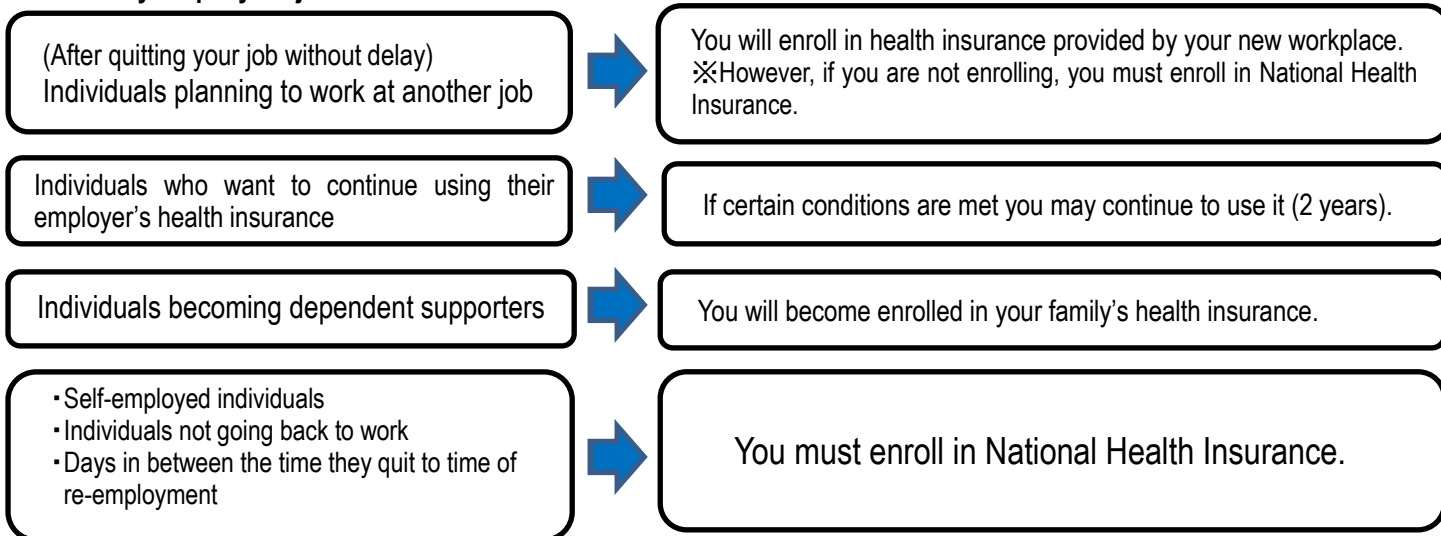 (After quitting your job without delay)
Individuals planning to work at another job
You will enroll in health insurance provided by your new workplace.
※However, if you are not enrolling, you must enroll in National Health
Insurance.
Individuals who want to continue using their
employer’s health insurance
If certain conditions are met you may continue to use it (2 years).
Individuals becoming dependent supporters
You will become enrolled in your family’s health insurance.
・Self-employed individuals
・Individuals not going back to work
・Days in between the time they quit to time of
re-employment
You must enroll in National Health Insurance.